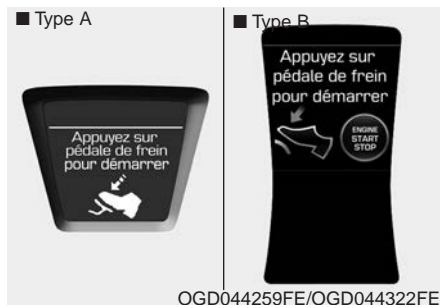 ■ Type A
Appuyez sur
pédale de frein
pour démarrer
■ Type B
Appuyez sur
pédale de frein
pour démarrer
ENGINE
START
STOP
OGD044259FE/OGD044322FE